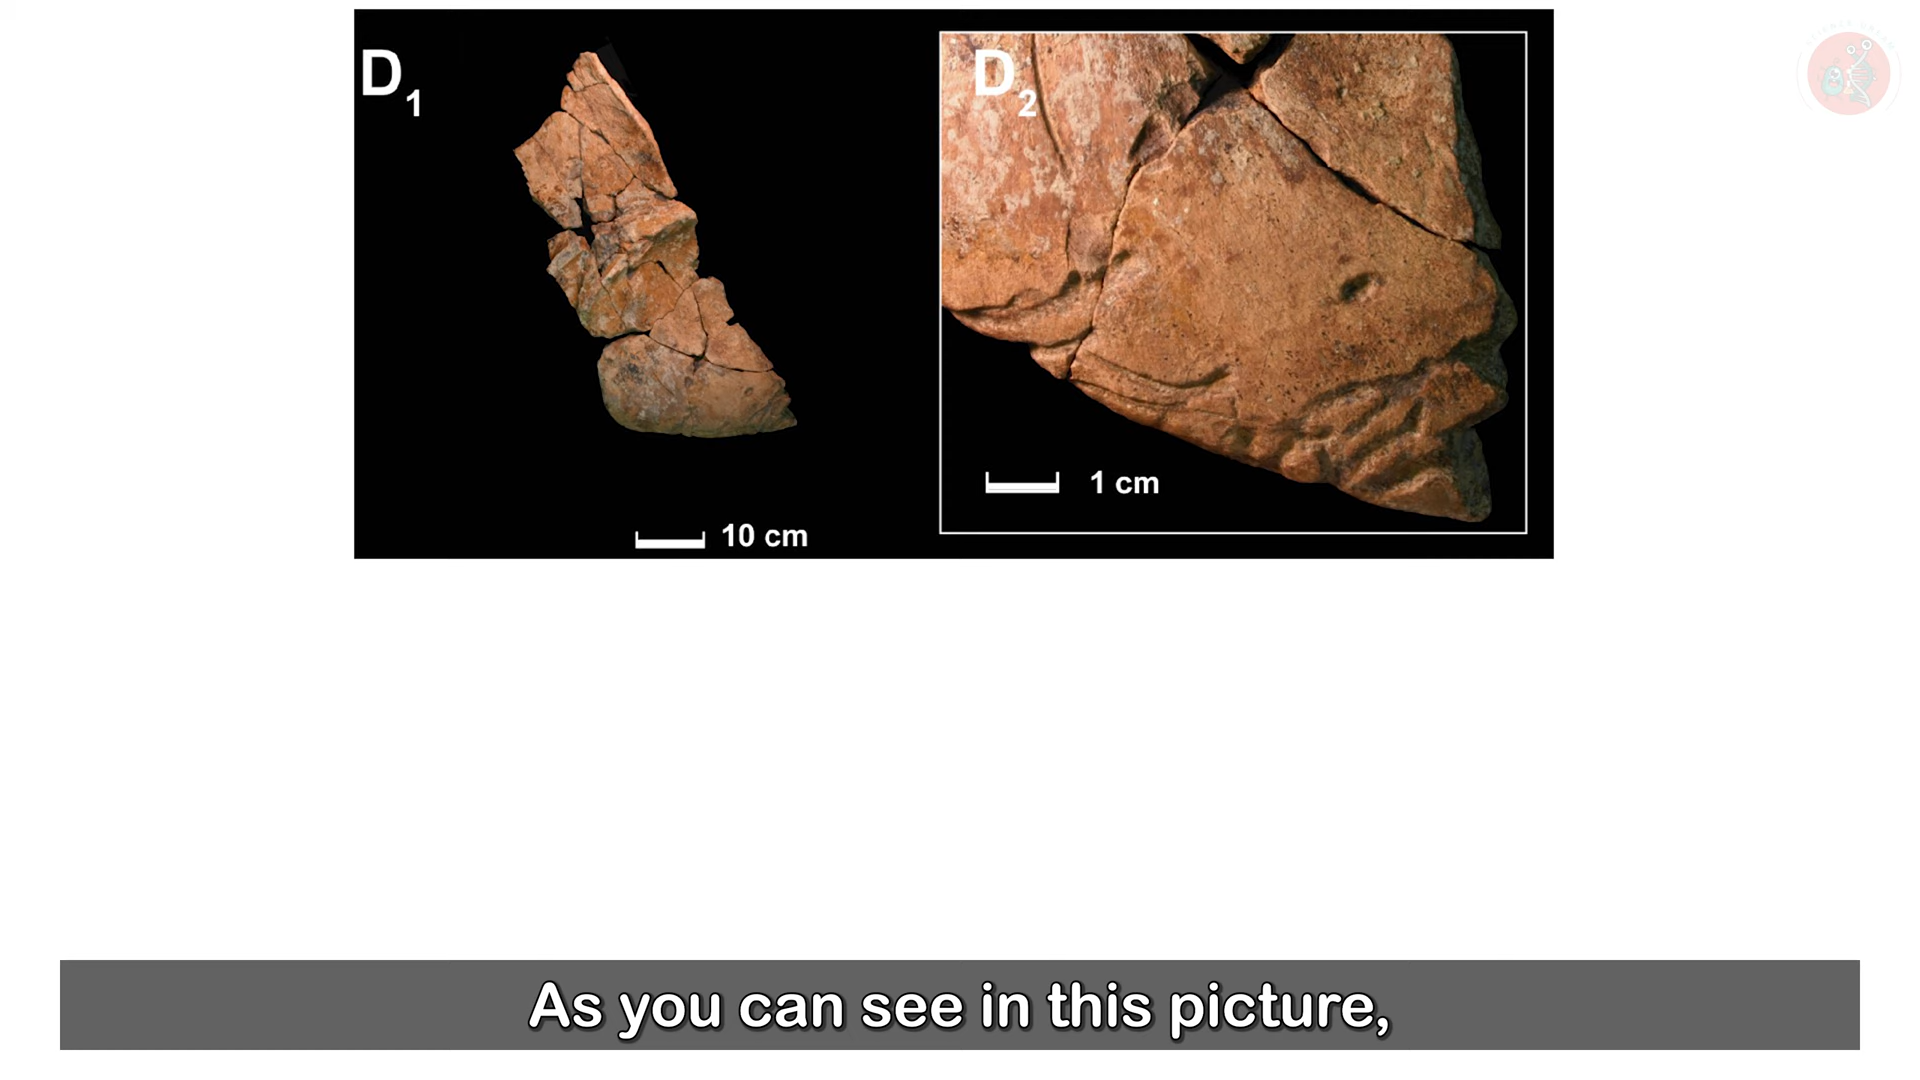 D1
D2
1 cm
10 cm
As you can see in this picture,